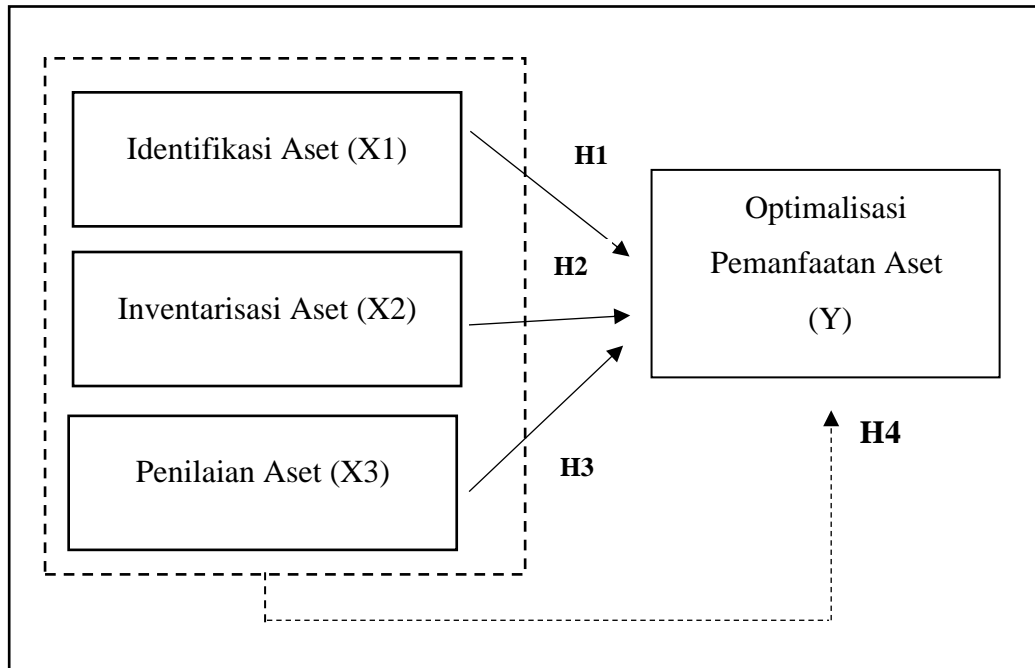 Identifikasi Aset (X1)
H1
Optimalisasi
Pemanfaatan Aset
(Y)
H2
Inventarisasi Aset (X2)
Penilaian Aset (X3)
H3
H4